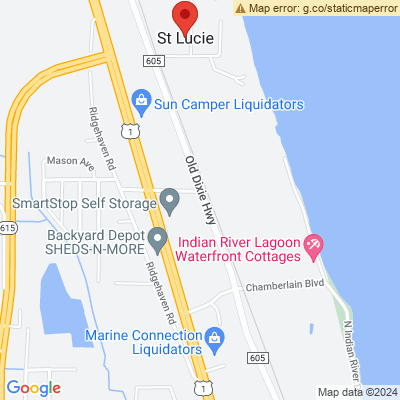 Map error: g.co/staticmaperror
St Lucie
605
Sun Camper Liquidators
1
Ridgehaven Rd
Mason Ave
Old Dixie Hwy
SmartStop Self Storage
615
Backyard Depot
SHEDS-N-MORE
Indian River Lagoon
Waterfront Cottages
Ridgehaven Rd
Chamberlain Blvd
N Indian River
Marine Connection
Liquidators
605
1
Google
Map data ©2024